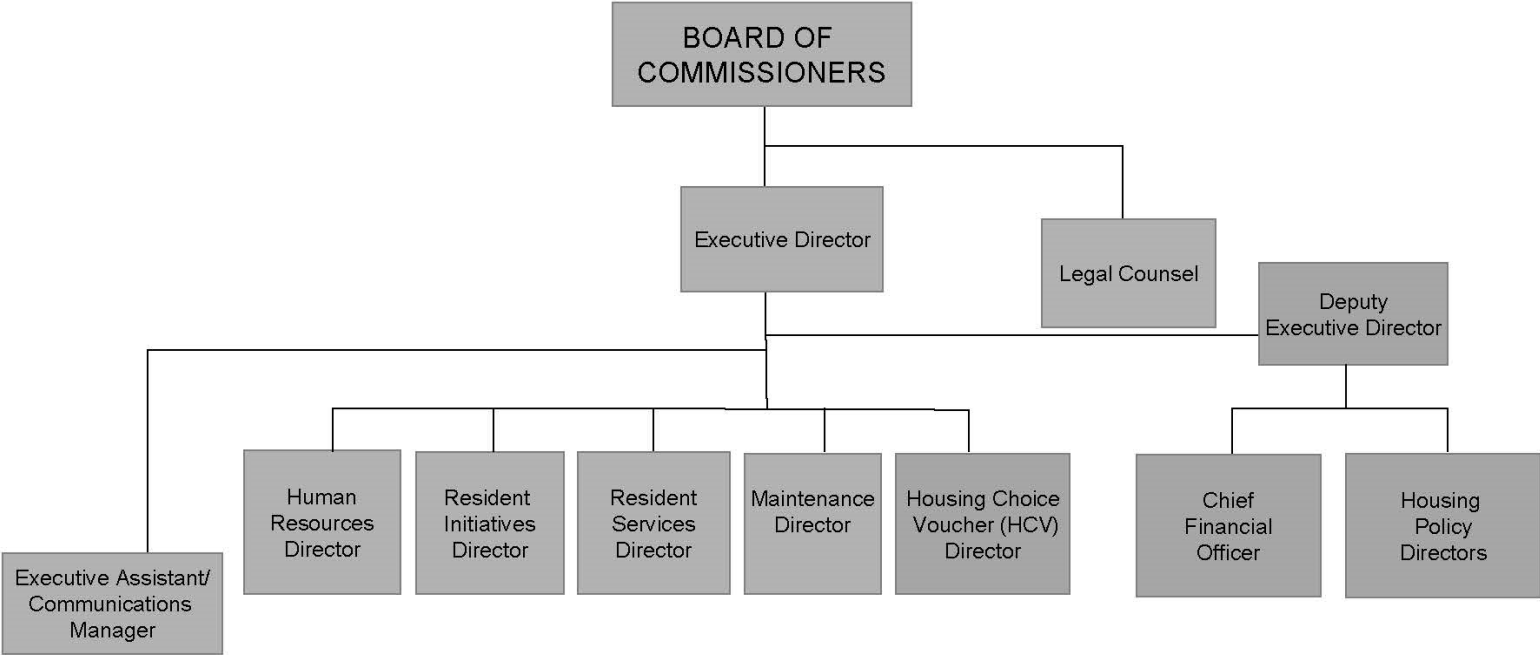 BOARD OF
COMMISSIONERS
Executive Director
Legal Counsel
Deputy
Executive Director
Human
Resources
Director
Resident
Initiatives
Director
Resident
Services
Director
Maintenance
Director
Housing Choice
Voucher (HCV)
Director
Chief
Financial
Officer
Housing
Policy
Directors
Executive Assistant/
Communications
Manager